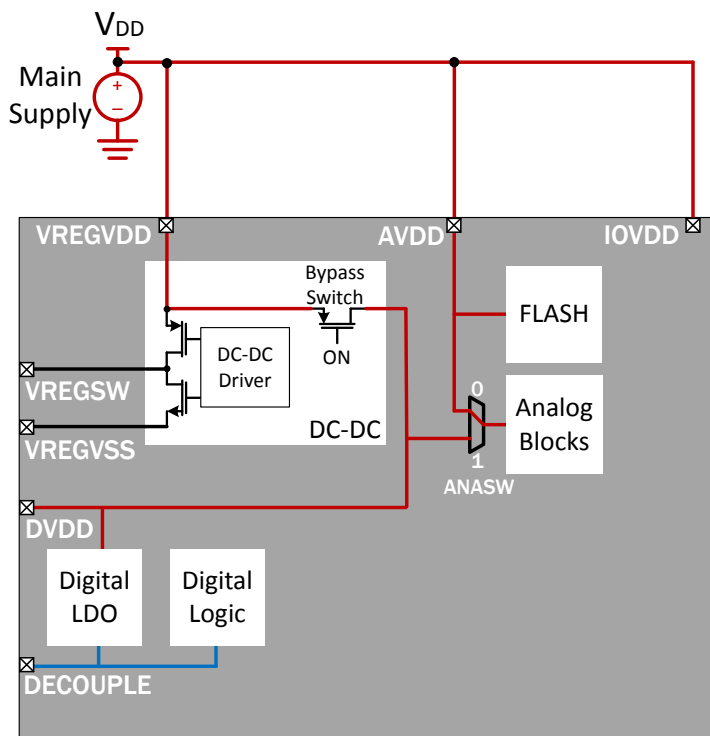 VDD
Main
Supply
+
−
VREGVDD
AVDD
IOVDD
Bypass
Switch
ON
DC-DC
Driver
DC-DC
VREGSW
VREGVSS
FLASH
0
Analog
Blocks
1
ANASW
DVDD
Digital
LDO
Digital
Logic
DECOUPLE